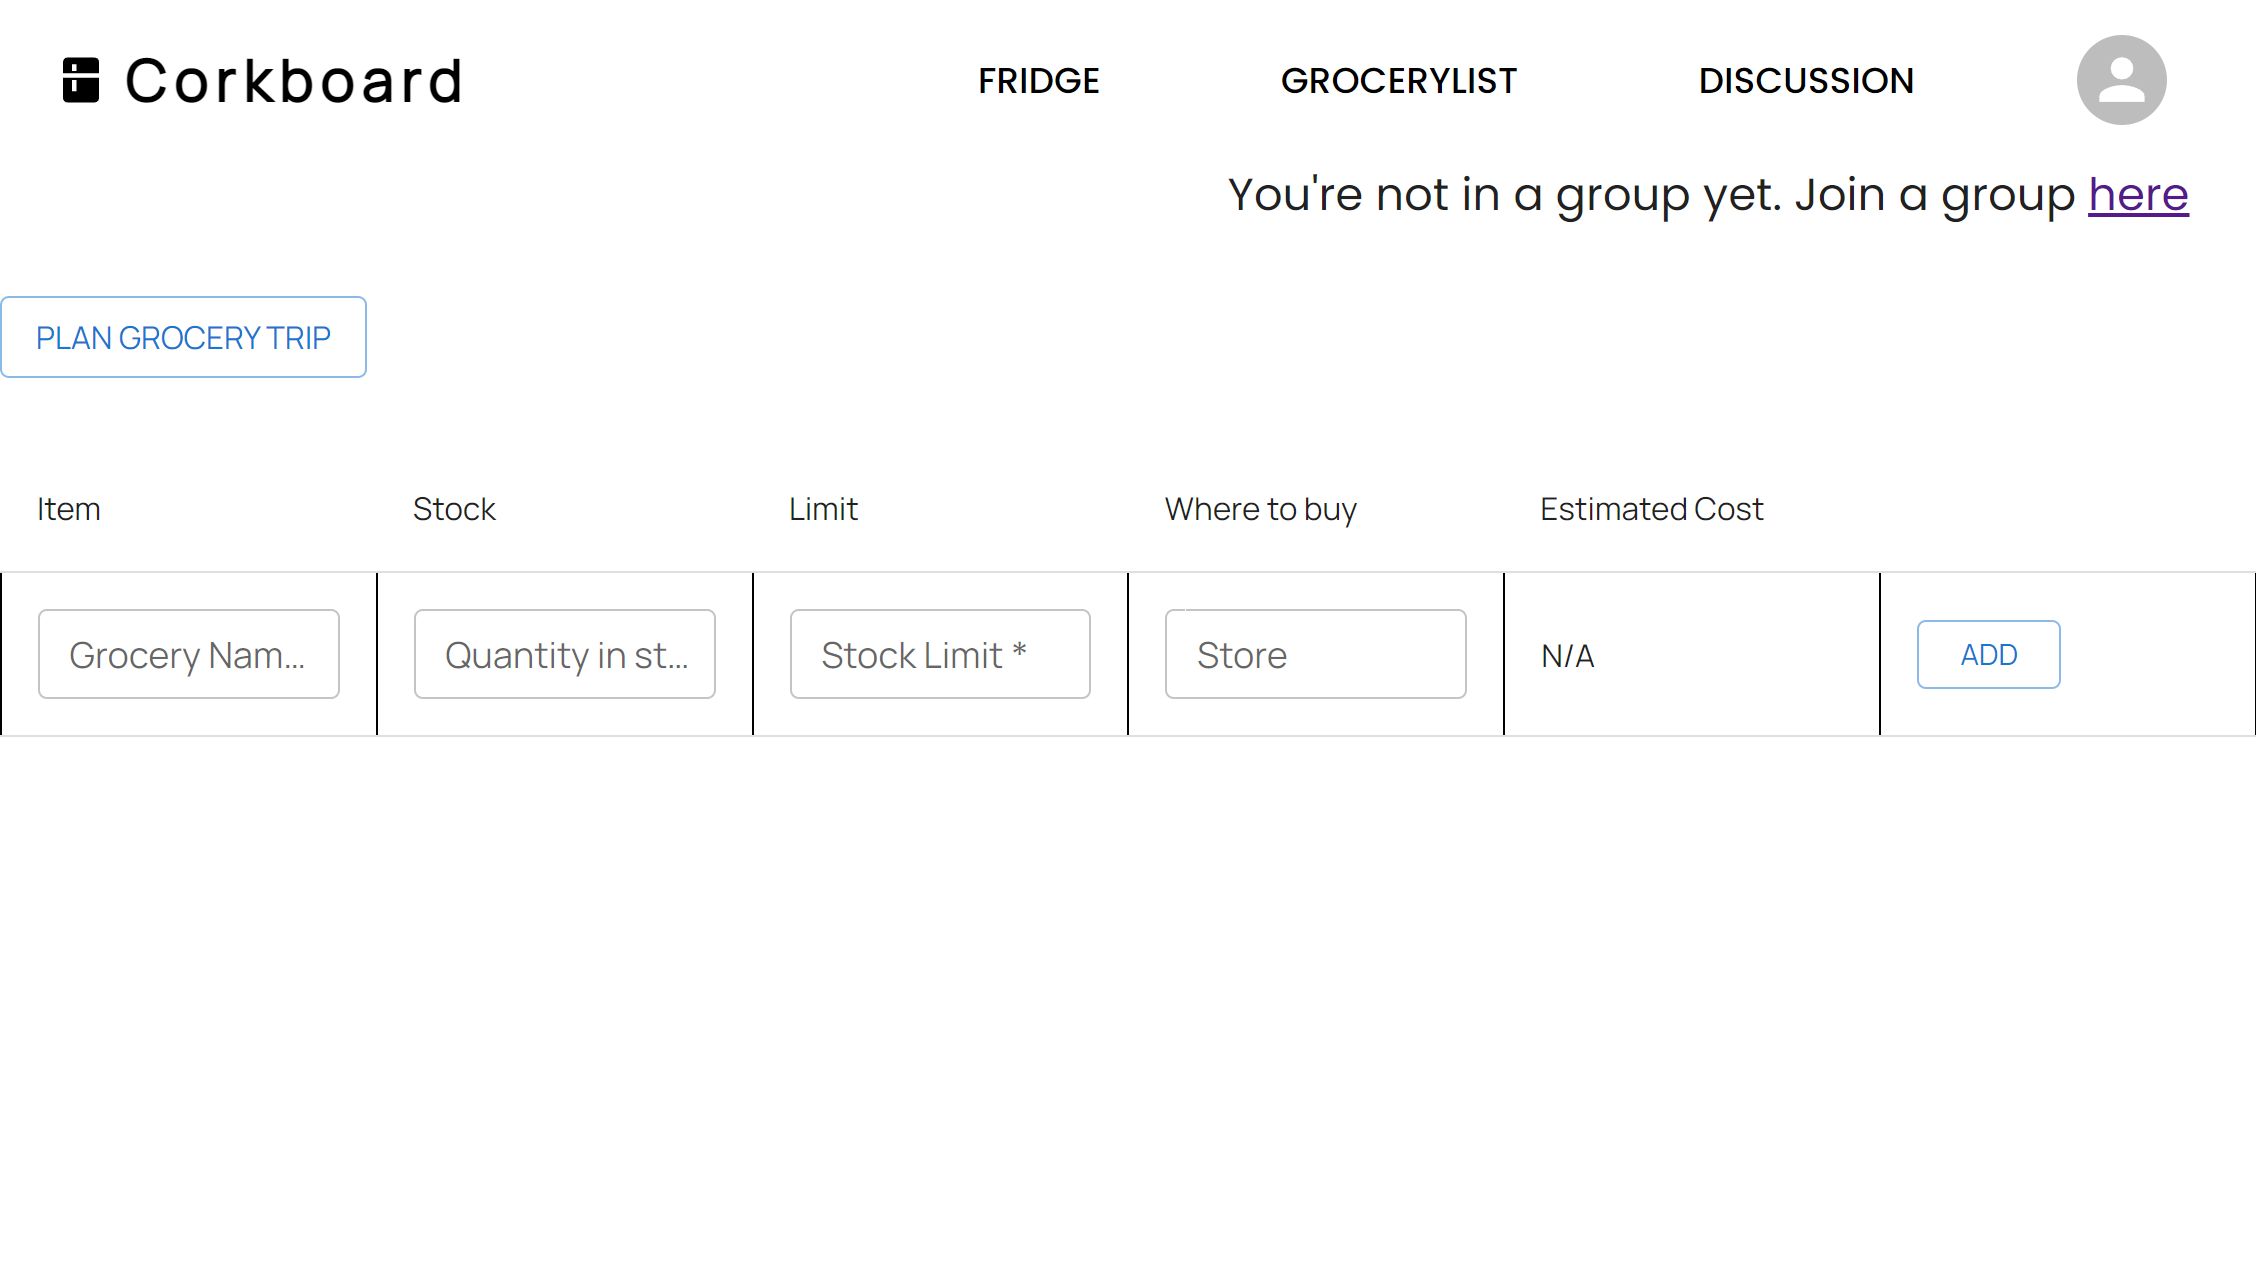 Corkboard FRIDGE GROCERYLIST DISCUSSION
You're not in a group yet. Join a group here
PLAN GROCERY TRIP
Item Stock Limit Where to buy Estimated Cost
Grocery Nam... Quantity in st... Stock Limit * Store N/A ADD